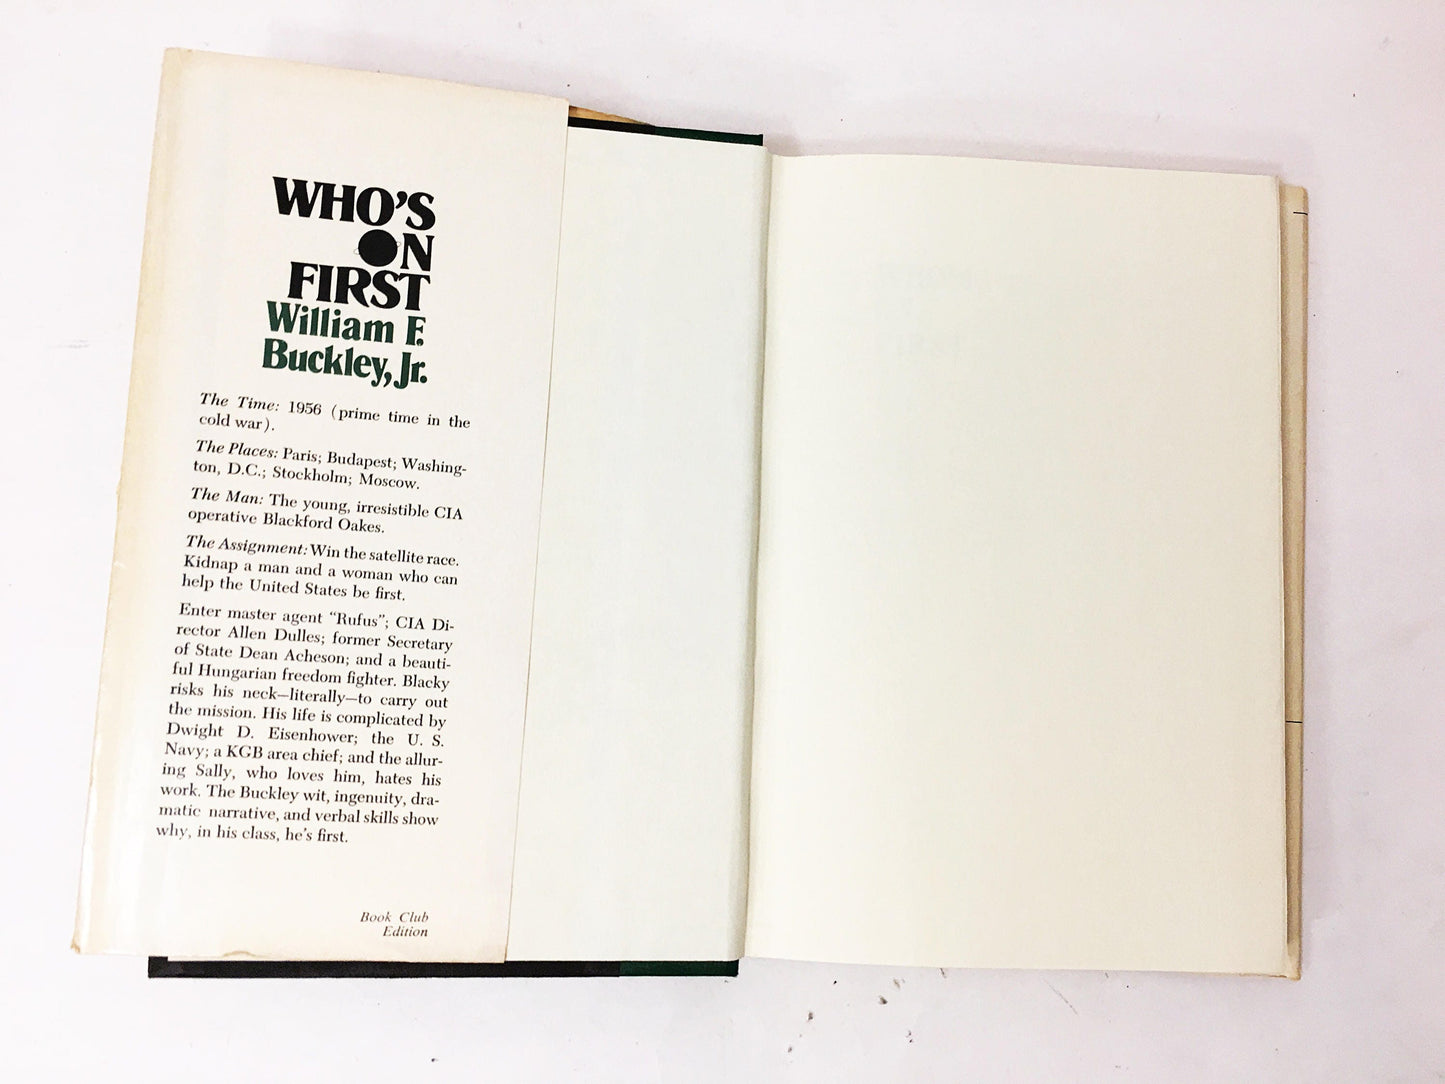 WHO'S
ON
FIRST
William F.
Buckley, Jr.
The Time: 1956 (prime time in the
cold war).
The Places: Paris; Budapest; Washing-
ton, D.C.; Stockholm; Moscow.
The Man: The young, irresistible CIA
operative Blackford Oakes.
The Assignment: Win the satellite race.
Kidnap a man and a woman who can
help the United States be first.
Enter master agent "Rufus"; CIA Di-
rector Allen Dulles; former Secretary
of State Dean Acheson; and a beauti-
ful Hungarian freedom fighter. Blacky
risks his neck—literally—to carry out
the mission. His life is complicated by
Dwight D. Eisenhower; the U. S.
Navy; a KGB area chief; and the allur-
ing Sally, who loves him, hates his
work. The Buckley wit, ingenuity, dra-
matic narrative, and verbal skills show
why, in his class, he's first.
Book Club
Edition